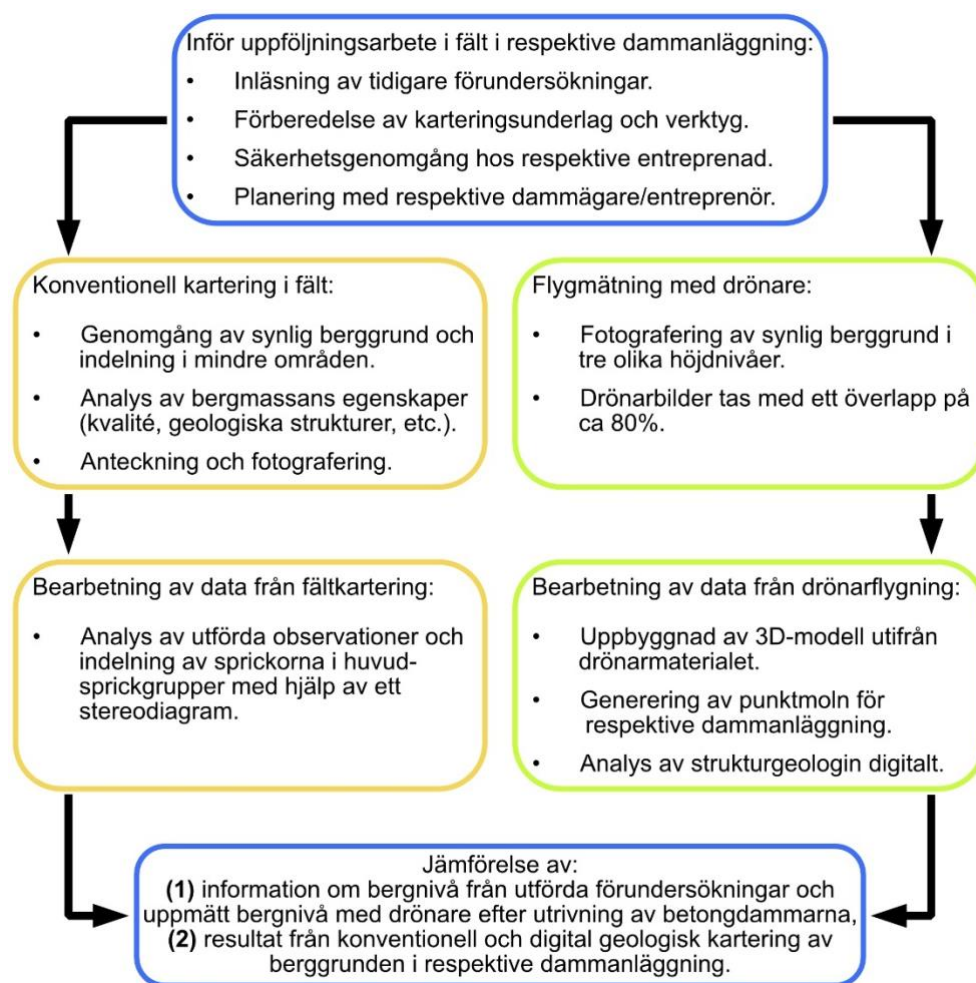 Inför uppföljningsarbete i fält i respektive dammanläggning:
• Inläsning av tidigare förundersökningar.
• Förberedelse av karteringsunderlag och verktyg.
• Säkerhetsgenomgång hos respektive entreprenad.
• Planering med respektive dammägare/entreprenör.
Konventionell kartering i fält:
• Genomgång av synlig berggrund och
indelning i mindre områden.
• Analys av bergmassans egenskaper
(kvalité, geologiska strukturer, etc.).
• Anteckning och fotografering.
Flygmätning med drönare:
• Fotografering av synlig berggrund i
tre olika höjdnivåer.
• Drönarbilder tas med ett överlapp på
ca 80%.
Bearbetning av data från fältkartering:
• Analys av utförda observationer och
indelning av sprickorna i huvud-
sprickgrupper med hjälp av ett
stereodiagram.
Bearbetning av data från drönarflygning:
• Uppbyggnad av 3D-modell utifrån
drönarmaterialet.
• Generering av punktmoln för
respektive dammanläggning.
• Analys av strukturgeologin digitalt.
Jämförelse av:
(1) information om bergnivå från utförda förundersökningar och
uppmätt bergnivå med drönare efter utrivning av betongdammarna,
(2) resultat från konventionell och digital geologisk kartering av
berggrunden i respektive dammanläggning.